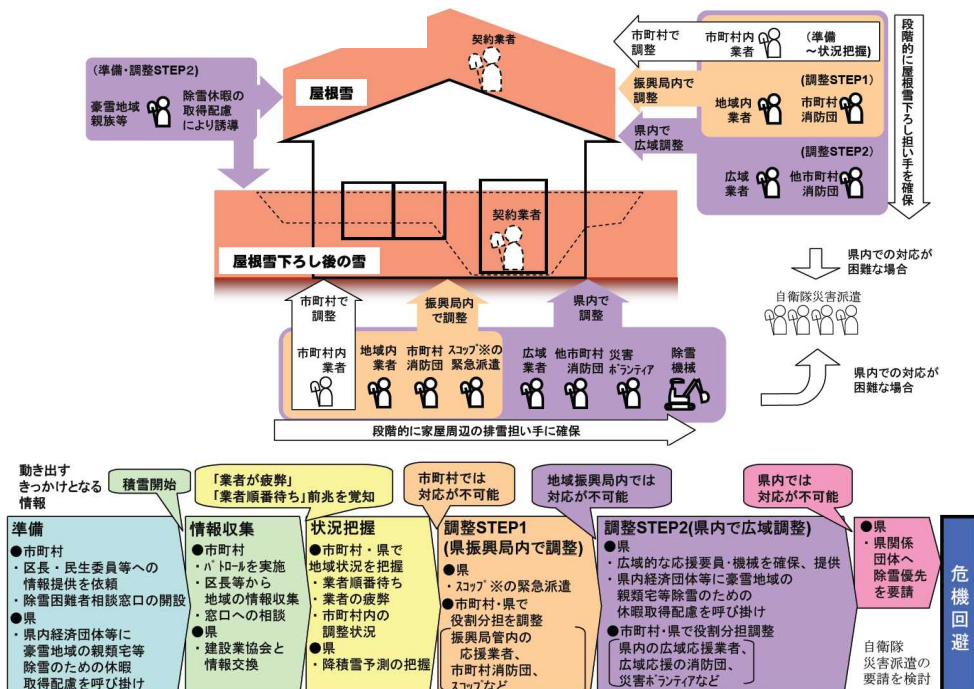 契約業者
屋根雪
(準備・調整STEP2)
豪雪地域
親族等
除雪休暇の
取得配慮
により誘導
市町村で
調整
市町村内
業者
(準備
～状況把握)
振興局内で
調整
(調整STEP1)
地域内
業者
市町村
消防団
県内で
広域調整
(調整STEP2)
広域
業者
他市町村
消防団
段階的に屋根雪下ろし担い手を確保
契約業者
屋根雪下ろし後の雪
県内での対応が
困難な場合
自衛隊災害派遣
県内での対応が
困難な場合
市町村で
調整
振興局内
で調整
県内で
調整
市町村内
業者
地域内
業者
市町村
消防団
ｽｺｯﾌﾟ※の
緊急派遣
広域
業者
他市町村
消防団
災害
ﾎﾞﾗﾝﾃｨｱ
除雪
機械
段階的に家屋周辺の排雪担い手に確保
動き出す
きっかけとなる
情報
積雪開始
「業者が疲弊」
「業者順番待ち」前兆を覚知
市町村では
対応が不可能
地域振興局内では
対応が不可能
県内では
対応が不可能
準備
●市町村
・区長・民生委員等への
情報提供を依頼
・除雪困難者相談窓口の開設
●県
・県内経済団体等に
豪雪地域の親類宅等
除雪のための休暇
取得配慮を呼び掛け
情報収集
●市町村
・ﾊﾟﾄﾛｰﾙを実施
・区長等から
地域の情報収集
・窓口への相談
●県
・建設業協会と
情報交換
状況把握
●市町村・県で
地域状況を把握
・業者順番待ち
・業者の疲弊
・市町村内の
調整状況
●県
・降積雪予測の把握
調整STEP1
(県振興局内で調整)
●県
・ｽｺｯﾌﾟ※の緊急派遣
●市町村・県で
役割分担を調整
振興局管内の
応援業者、
市町村消防団、
ｽｺｯﾌﾟなど
調整STEP2(県内で広域調整)
●県
・広域的な応援要員・機械を確保、提供
・県内経済団体等に豪雪地域の
親類宅等除雪のための
休暇取得配慮を呼び掛け
●市町村・県で役割分担調整
県内の広域応援業者、
広域応援の消防団、
災害ﾎﾞﾗﾝﾃｨｱなど
●県
・県関係
団体へ
除雪優先
を要請
自衛隊
災害派遣の
要請を検討
危機回避